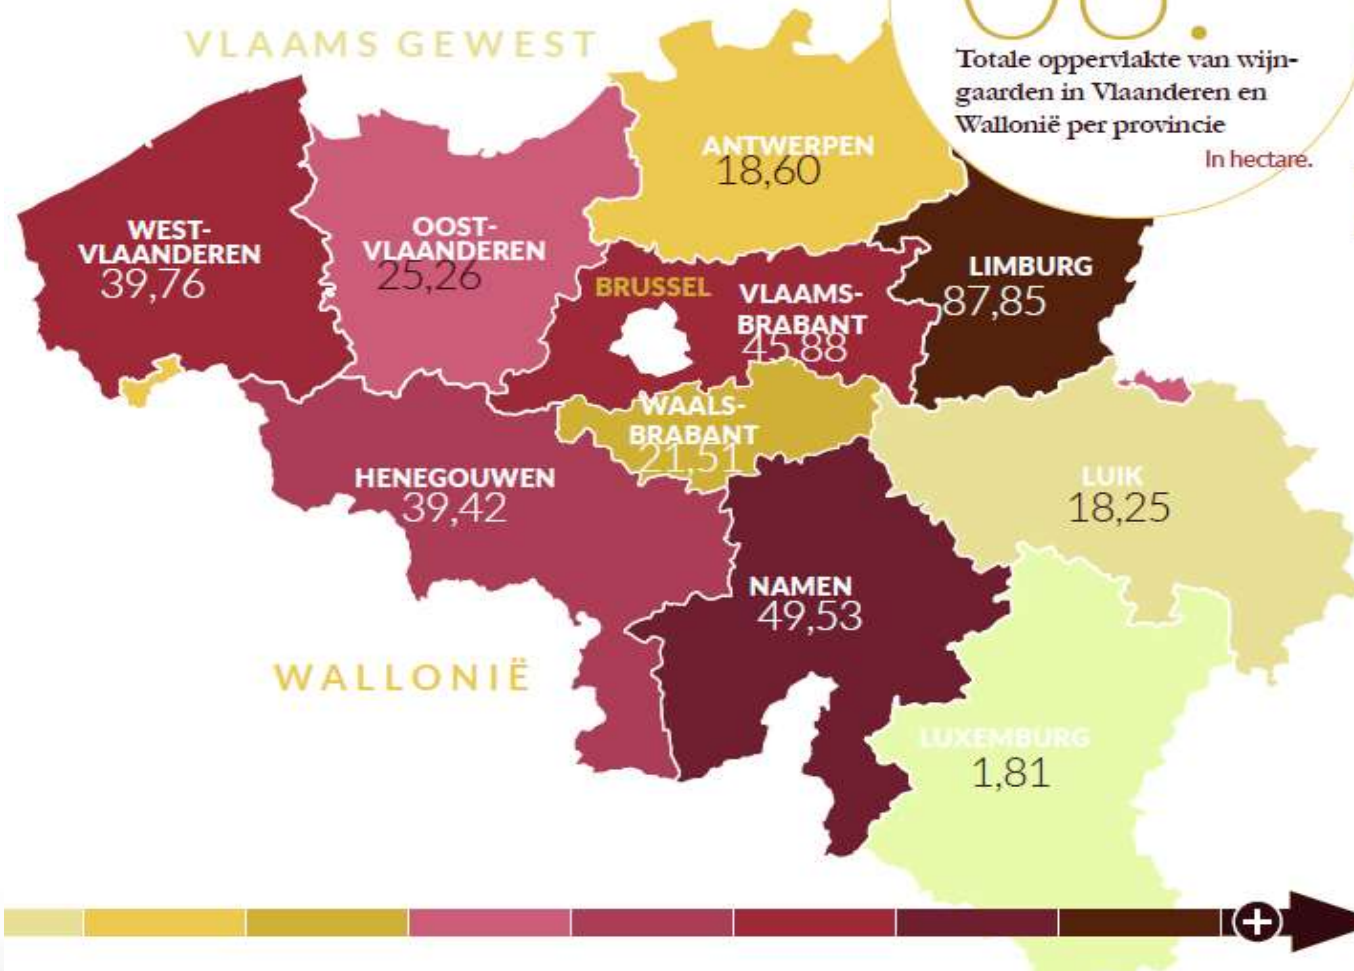 VLAAMS GEWEST
Totale oppervlakte van wijn-
gaarden in Vlaanderen en
Wallonië per provincie
In hectare.
ANTWERPEN
18,60
WEST-
VLAANDEREN
39,76
OOST-
VLAANDEREN
25,26
BRUSSEL
VLAAMS-
BRABANT
45,88
LIMBURG
87,85
WAALS-
BRABANT
21,51
HENEGOUWEN
39,42
LUIK
18,25
NAMEN
49,53
WALLONIË
LUXEMBURG
1,81
+